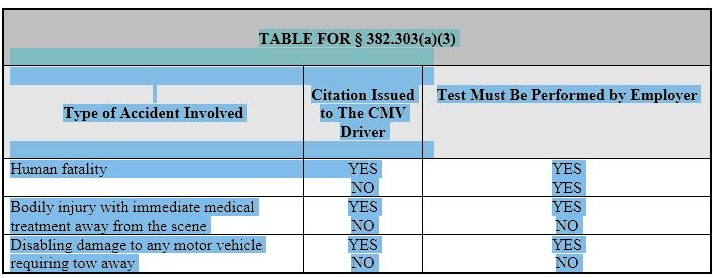 TABLE FOR § 382.303(a)(3)
Type of Accident Involved
Citation Issued
to The CMV
Driver
Test Must Be Performed by Employer
Human fatality YES YES
NO YES
Bodily injury with immediate medical YES YES
treatment away from the scene NO NO
Disabling damage to any motor vehicle YES YES
requiring tow away NO NO